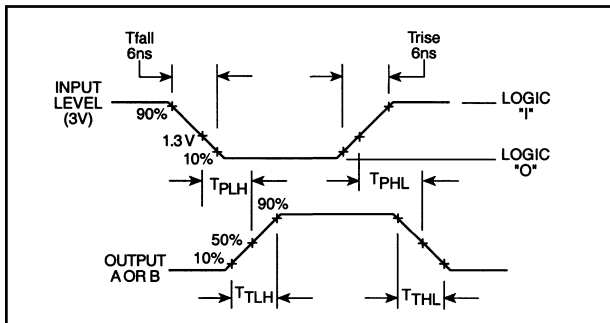 Tfall
6ns
Trise
6ns
INPUT
LEVEL
(3V)
90%
1.3 V
10%
LOGIC
"I"
LOGIC
"O"
TPLH
TPHL
90%
50%
10%
OUTPUT
A OR B
TTLH
TTHL